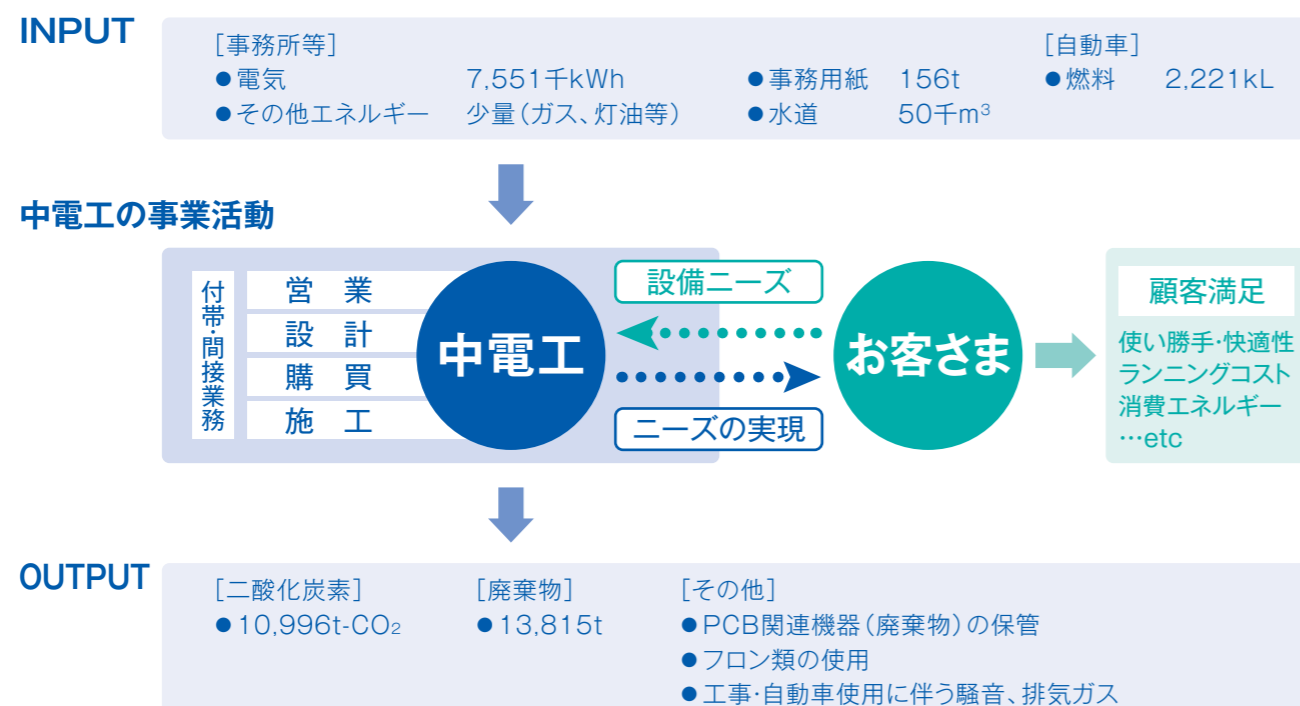 INPUT
[事務所等]
●電気 7,551千kWh
●その他エネルギー 少量(ガス、灯油等)
●事務用紙 156t
●水道 50千m³
[自動車]
●燃料 2,221kL
中電工の事業活動
付帯・間接業務
営 業
設 計
購 買
施 工
中電工
設備ニーズ
ニーズの実現
お客さま
顧客満足
使い勝手・快適性
ランニングコスト
消費エネルギー
…etc
OUTPUT
[二酸化炭素]
●10,996t-CO₂
[廃棄物]
●13,815t
[その他]
●PCB関連機器(廃棄物)の保管
●フロン類の使用
●工事・自動車使用に伴う騒音、排気ガス